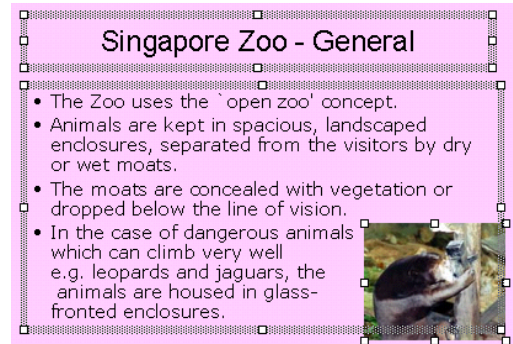 Singapore Zoo - General
• The Zoo uses the `open zoo' concept.
• Animals are kept in spacious, landscaped
enclosures, separated from the visitors by dry
or wet moats.
• The moats are concealed with vegetation or
dropped below the line of vision.
• In the case of dangerous animals
which can climb very well
e.g. leopards and jaguars, the
animals are housed in glass-
fronted enclosures.